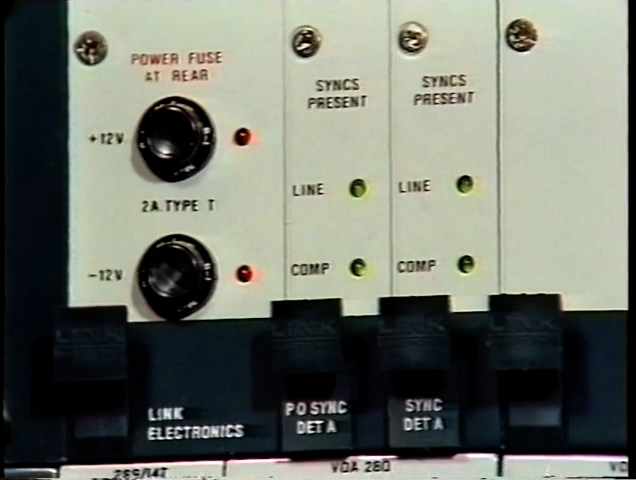 POWER FUSE
AT REAR
+12V
2A.TYPE T
-12V
SYNCS
PRESENT
LINE
COMP
SYNCS
PRESENT
LINE
COMP
LINK
LINK
LINK
LINK
LINK
ELECTRONICS
PO SYNC
DET A
SYNC
DET A
VDA 280